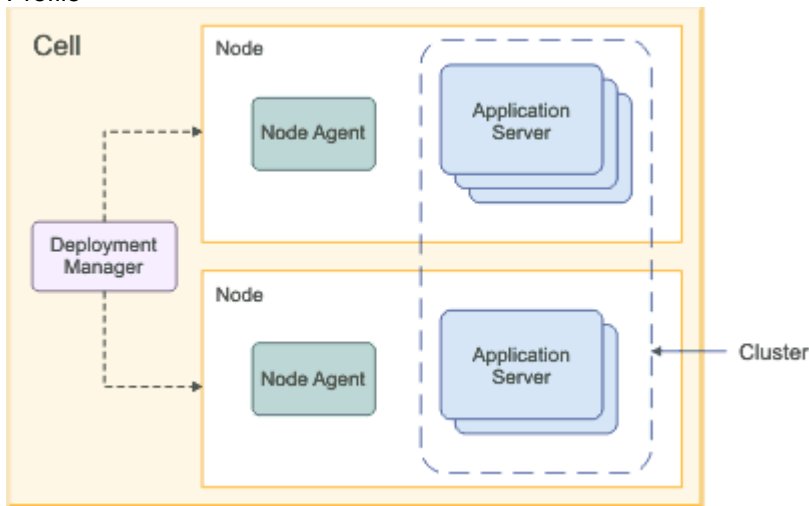 Cell
Node
Node Agent
Application
Server
Deployment
Manager
Node
Node Agent
Application
Server
Cluster